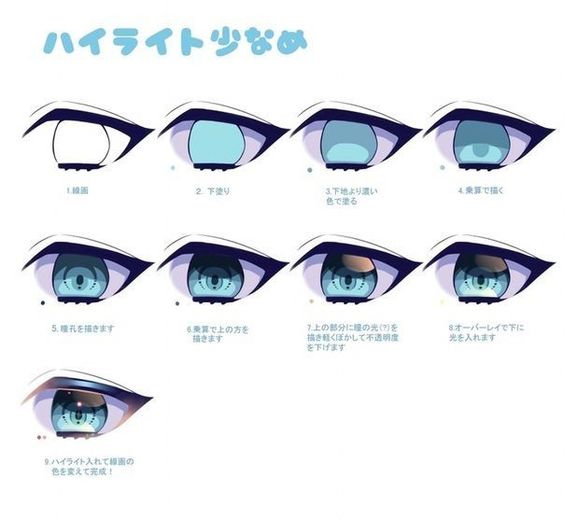 ハイライト少なめ
1.線画
2. 下塗り
3.下地より濃い
色で塗る
4.乗算で描く
5. 瞳孔を描きます
6.乗算で上の方を
描きます
7.上の部分に瞳の光(?)を
描き軽くぼかして不透明度
を下げます
8.オーバーレイで下に
光を入れます
9.ハイライト入れて線画の
色を変えて完成！